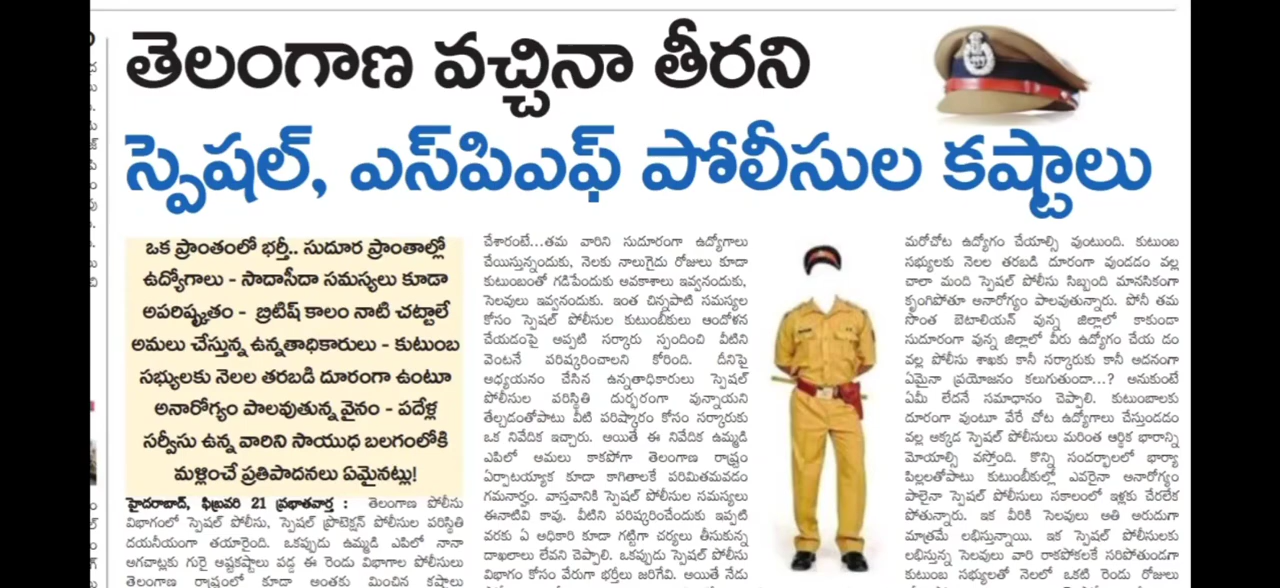 తెలంగాణ వచ్చినా తీరని
స్పెషల్, ఎస్‌పిఎఫ్ పోలీసుల కష్టాలు
ఒక ప్రాంతంలో భర్తీ.. సుదూర ప్రాంతాల్లో
ఉద్యోగాలు - సాదాసీదా సమస్యలు కూడా
అపరిష్కృతం - బ్రిటిష్ కాలం నాటి చట్టాలే
అమలు చేస్తున్న ఉన్నతాధికారులు - కుటుంబ
సభ్యులకు నెలల తరబడి దూరంగా ఉంటూ
అనారోగ్యం పాలవుతున్న వైనం - పదేళ్ల
సర్వీసు ఉన్న వారిని సాయుధ బలగంలోకి
మళ్లించే ప్రతిపాదనలు ఏమైనట్లు!
హైదరాబాద్, ఫిబ్రవరి 21 ప్రభాతవార్త : తెలంగాణ పోలీసు
విభాగంలో స్పెషల్ పోలీసు, స్పెషల్ ప్రొటెక్షన్ పోలీసుల పరిస్థితి
దయనీయంగా తయారైంది. ఒకప్పుడు ఉమ్మడి ఎపిలో నానా
అగచాట్లకు గురై అష్టకష్టాలు పడ్డ ఈ రెండు విభాగాల పోలీసులు
తెలంగాణ రాష్ట్రంలో కూడా అంతకు మించిన కష్టాలు
చేశారంటే...తమ వారిని సుదూరంగా ఉద్యోగాలు
చేయిస్తున్నందుకు, నెలకు నాలుగైదు రోజులు కూడా
కుటుంబంతో గడిపేందుకు అవకాశాలు ఇవ్వనందుకు,
సెలవులు ఇవ్వనందుకు. ఇంత చిన్నపాటి సమస్యల
కోసం స్పెషల్ పోలీసుల కుటుంబీకులు ఆందోళన
చేయడంపై అప్పటి సర్కారు స్పందించి వీటిని
వెంటనే పరిష్కరించాలని కోరింది. దీనిపై
అధ్యయనం చేసిన ఉన్నతాధికారులు స్పెషల్
పోలీసుల పరిస్థితి దుర్భరంగా వున్నాయని
తేల్చడంతోపాటు వీటి పరిష్కారం కోసం సర్కారుకు
ఒక నివేదిక ఇచ్చారు. అయితే ఈ నివేదిక ఉమ్మడి
ఎపిలో అమలు కాకపోగా తెలంగాణ రాష్ట్రం
ఏర్పాటయ్యాక కూడా కాగితాలకే పరిమితమవడం
గమనార్హం. వాస్తవానికి స్పెషల్ పోలీసుల సమస్యలు
ఈనాటివి కావు. వీటిని పరిష్కరించేందుకు ఇప్పటి
వరకు ఏ అధికారి కూడా గట్టిగా చర్యలు తీసుకున్న
దాఖలాలు లేవని చెప్పాలి. ఒకప్పుడు స్పెషల్ పోలీసు
విభాగం కోసం వేరుగా భర్తీలు జరిగేవి. అయితే నేడు
మరోచోట ఉద్యోగం చేయాల్సి వుంటుంది. కుటుంబ
సభ్యులకు నెలల తరబడి దూరంగా వుండడం వల్ల
చాలా మంది స్పెషల్ పోలీసు సిబ్బంది మానసికంగా
కృంగిపోతూ అనారోగ్యం పాలవుతున్నారు. పోనీ తమ
సొంత బెటాలియన్ వున్న జిల్లాలో కాకుండా
సుదూరంగా వున్న జిల్లాలో వీరు ఉద్యోగం చేయ డం
వల్ల పోలీసు శాఖకు కానీ సర్కారుకు కానీ అదనంగా
ఏమైనా ప్రయోజనం కలుగుతుందా...? అనుకుంటే
ఏమీ లేదనే సమాధానం చెప్పాలి. కుటుంబాలకు
దూరంగా వుంటూ వేరే చోట ఉద్యోగాలు చేస్తుండడం
వల్ల అక్కడ స్పెషల్ పోలీసులు మరింత ఆర్థిక భారాన్ని
మోయాల్సి వస్తోంది. కొన్ని సందర్భాలలో భార్యా
పిల్లలతోపాటు కుటుంబీకుల్లో ఎవరైనా అనారోగ్యం
పాలైనా స్పెషల్ పోలీసులు సకాలంలో ఇళ్లకు చేరలేక
పోతున్నారు. ఇక వీరికి సెలవులు అతి అరుదుగా
మాత్రమే లభిస్తున్నాయి. ఇక స్పెషల్ పోలీసులకు
లభిస్తున్న సెలవులు వారి రాకపోకలకే సరిపోతుండగా
కుటుంబ సభ్యులతో నెలలో ఒకటి రెండు రోజులు